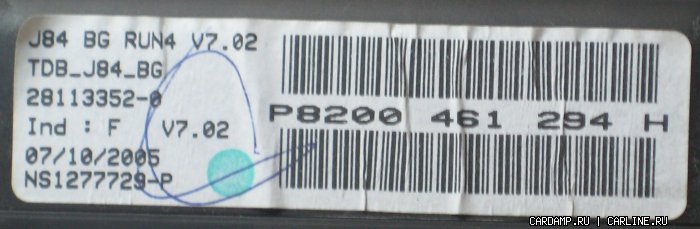 J84 BG RUN4 V7.02
TDB_J84_BG
28113352-0
Ind : F V7.02
07/10/2005
NS1277729-P
P8200 461 294 H
CARDAMP.RU | CARLINE.RU